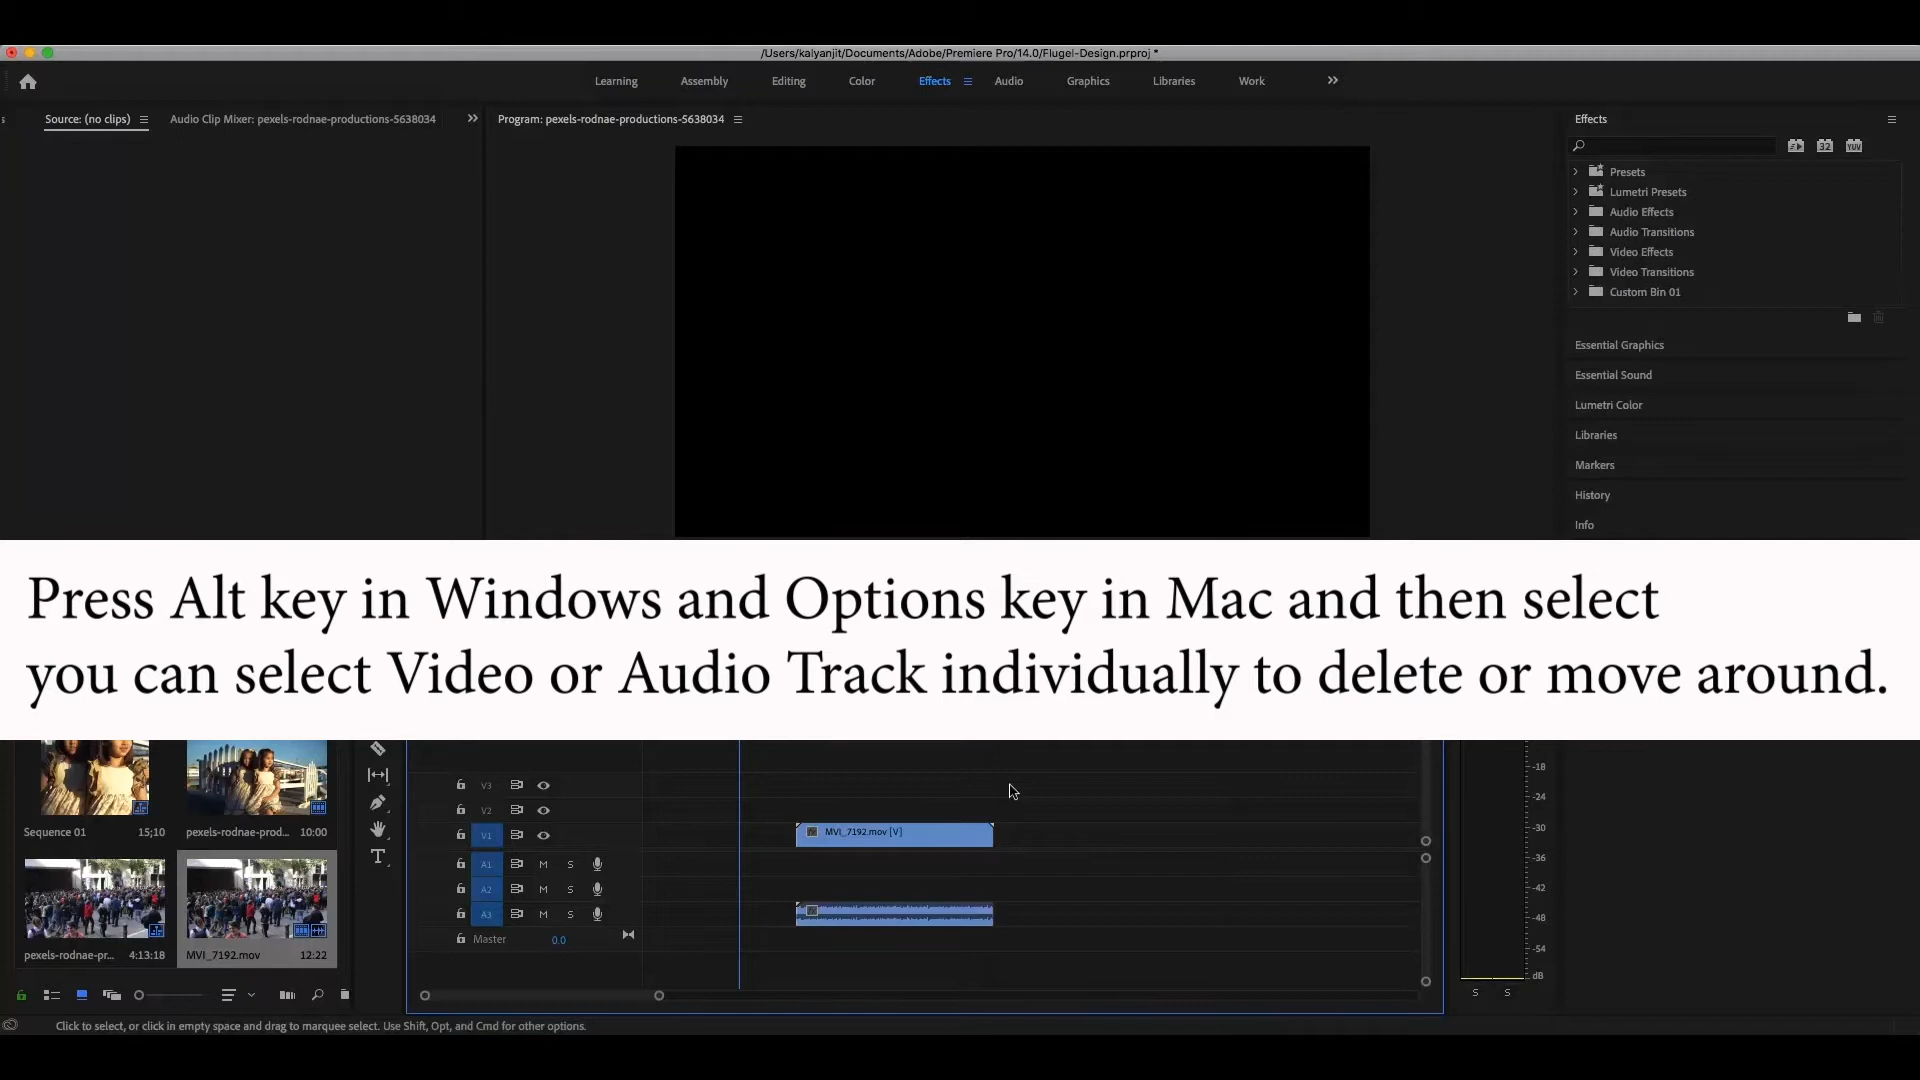 /Users/kalyanjit/Documents/Adobe/Premiere Pro/14.0/Flugel-Design.prproj *
Learning Assembly Editing Color Effects Audio Graphics Libraries Work
Source: (no clips) Audio Clip Mixer: pexels-rodnae-productions-5638034
Program: pexels-rodnae-productions-5638034
Effects
32 YUV
Presets
Lumetri Presets
Audio Effects
Audio Transitions
Video Effects
Video Transitions
Custom Bin 01
Essential Graphics
Essential Sound
Lumetri Color
Libraries
Markers
History
Info
Press Alt key in Windows and Options key in Mac and then select
you can select Video or Audio Track individually to delete or move around.
Sequence 01 15;10
pexels-rodnae-prod... 10:00
pexels-rodnae-pr... 4:13:18
MVI_7192.mov 12:22
V3
V2
V1 MVI_7192.mov [V]
A1 M S
A2 M S
A3 M S
Master 0.0
-18
-24
-30
-36
-42
-48
-54
dB
S S
Click to select, or click in empty space and drag to marquee select. Use Shift, Opt, and Cmd for other options.